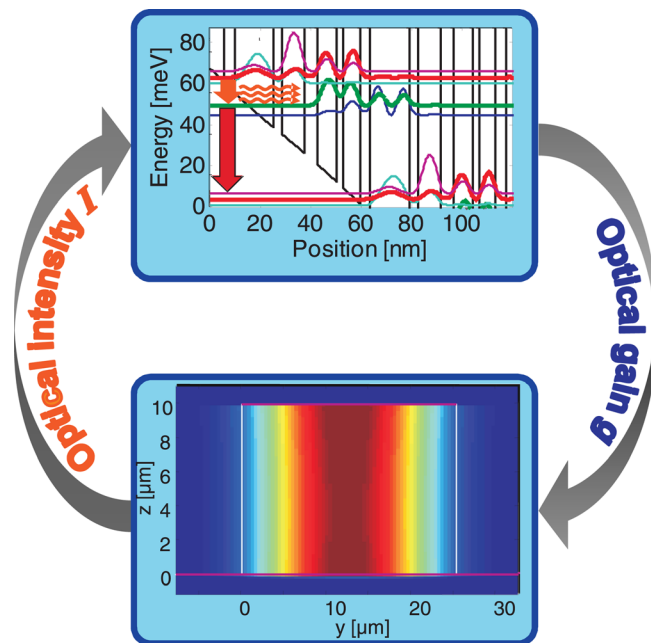 80
60
40
20
0
Energy [meV]
0 20 40 60 80 100
Position [nm]
Optical intensity I
Optical gain g
10
8
6
4
2
0
z [µm]
0 10 20 30
y [µm]